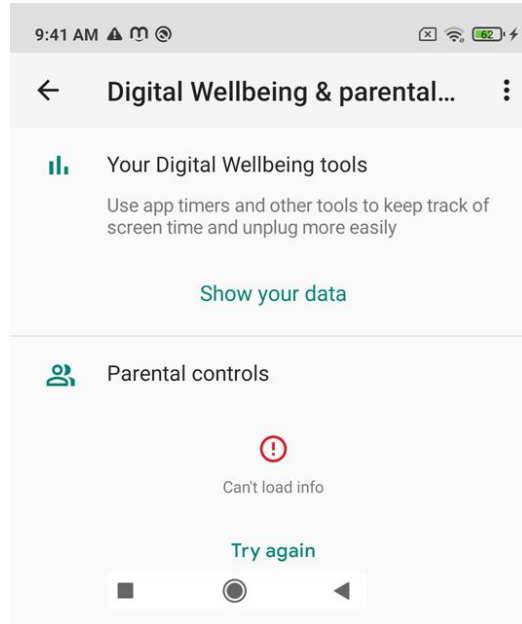 9:41 AM
62
Digital Wellbeing & parental...
Your Digital Wellbeing tools
Use app timers and other tools to keep track of
screen time and unplug more easily
Show your data
Parental controls
Can't load info
Try again